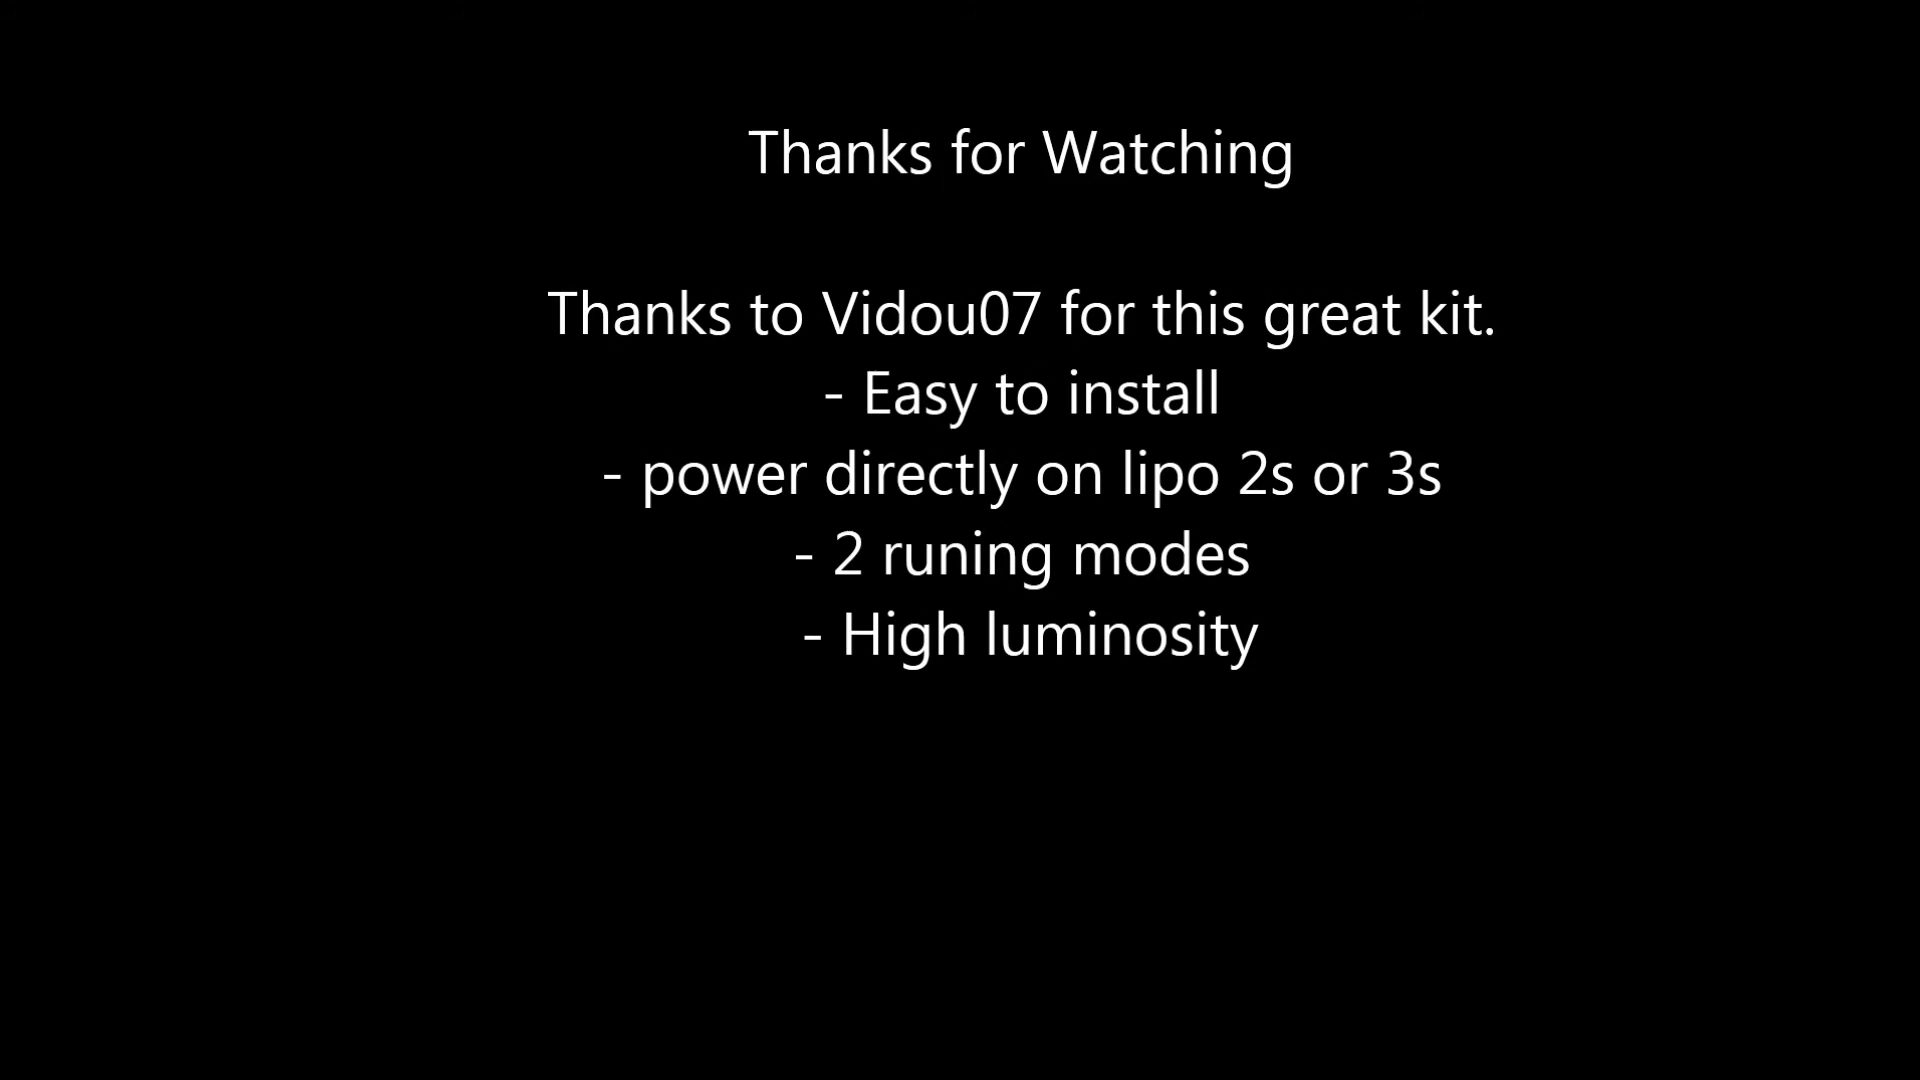 Thanks for Watching
Thanks to Vidou07 for this great kit.
- Easy to install
- power directly on lipo 2s or 3s
- 2 runing modes
- High luminosity